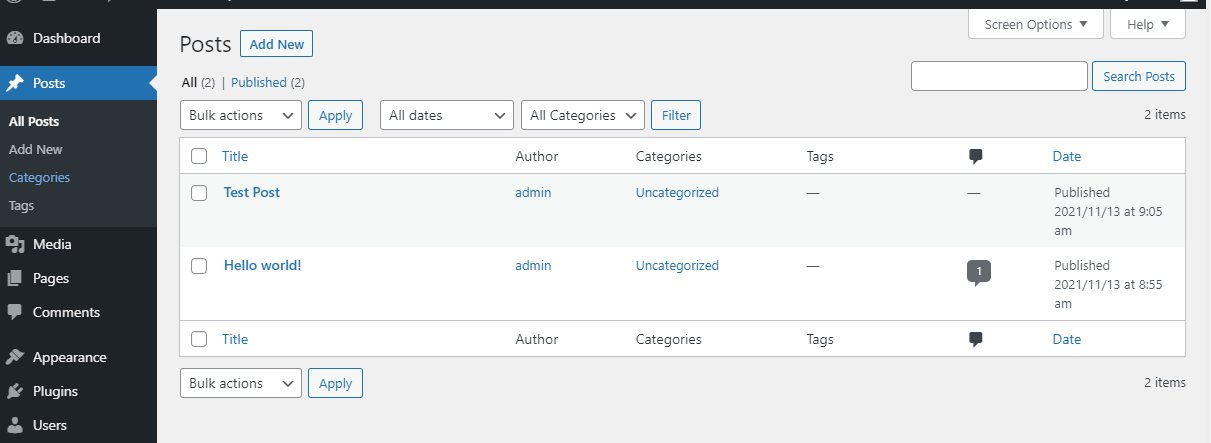 Dashboard
Posts
All Posts
Add New
Categories
Tags
Media
Pages
Comments
Appearance
Plugins
Users
Screen Options
Help
Posts Add New
All (2) | Published (2)
Search Posts
Bulk actions Apply All dates All Categories Filter
2 items
Title Author Categories Tags Date
Test Post admin Uncategorized — — Published
2021/11/13 at 9:05
am
Hello world! admin Uncategorized — 1 Published
2021/11/13 at 8:55
am
Title Author Categories Tags Date
Bulk actions Apply
2 items